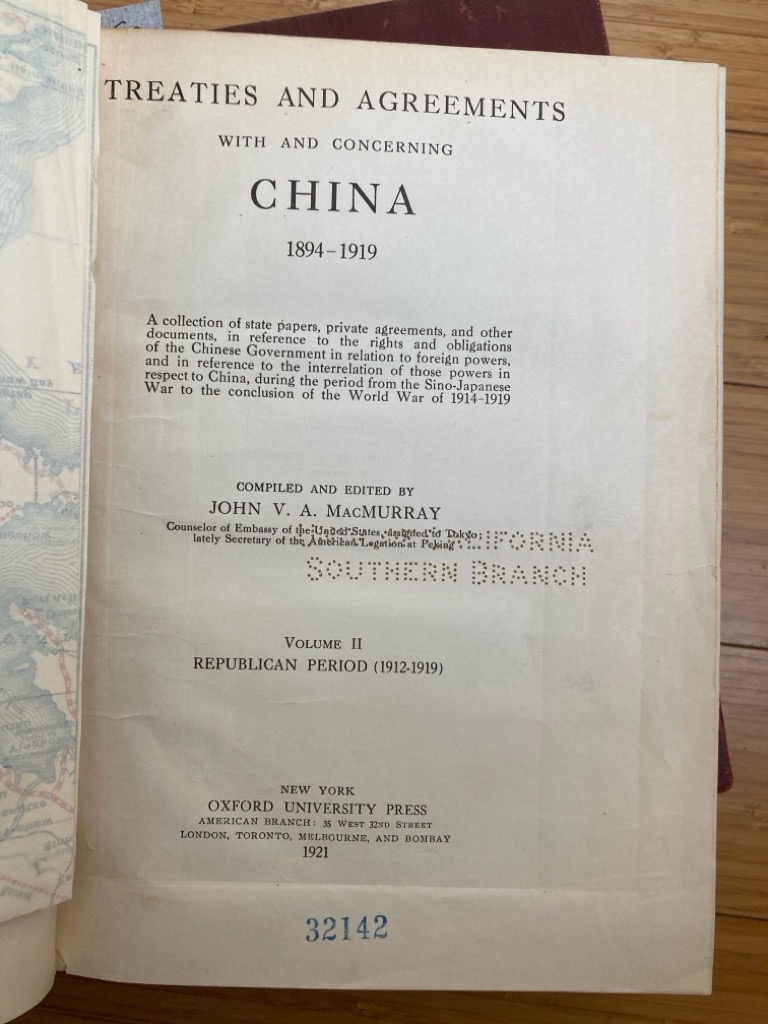 TREATIES AND AGREEMENTS
WITH AND CONCERNING
CHINA
1894-1919
A collection of state papers, private agreements, and other
documents, in reference to the rights and obligations
of the Chinese Government in relation to foreign powers,
and in reference to the interrelation of those powers in
respect to China, during the period from the Sino-Japanese
War to the conclusion of the World War of 1914-1919
COMPILED AND EDITED BY
JOHN V. A. MACMURRAY
Counselor of Embassy of the United States, assigned to Tokyo;
lately Secretary of the American Legation at Peking
CALIFORNIA
SOUTHERN BRANCH
VOLUME II
REPUBLICAN PERIOD (1912-1919)
NEW YORK
OXFORD UNIVERSITY PRESS
AMERICAN BRANCH: 35 WEST 32ND STREET
LONDON, TORONTO, MELBOURNE, AND BOMBAY
1921
32142